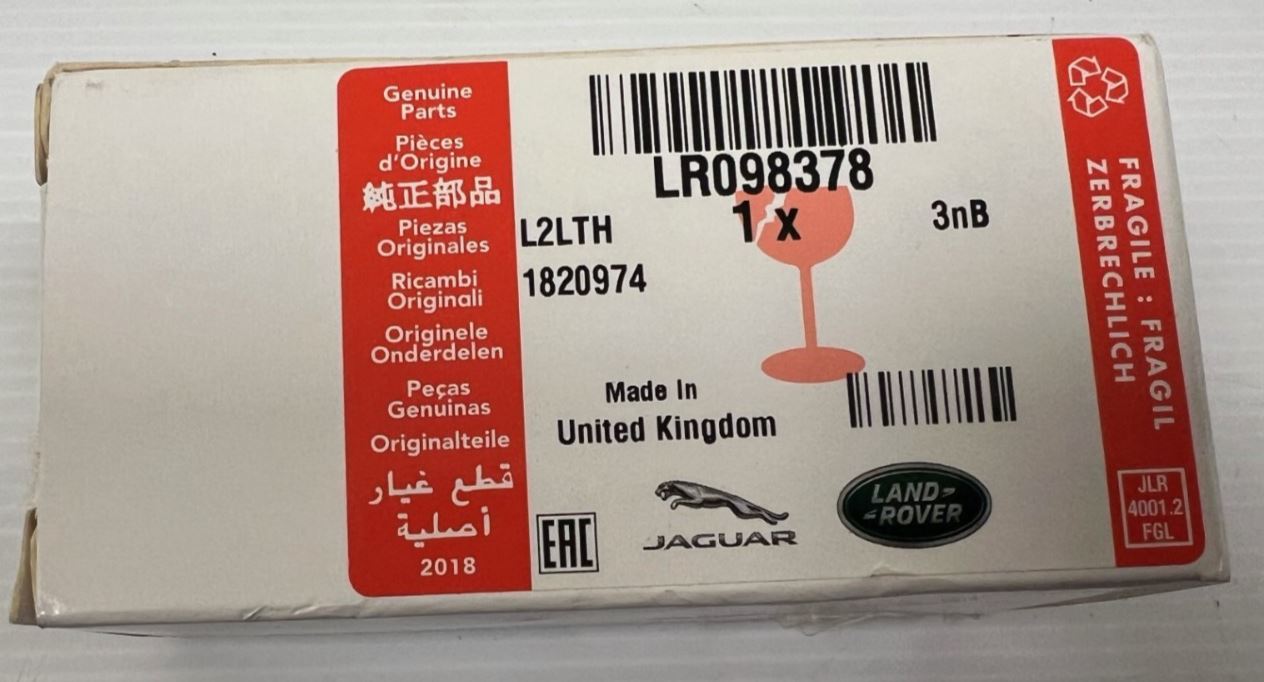 Genuine
Parts
Pièces
d'Origine
純正部品
Piezas
Originales
Ricambi
Originali
Originele
Onderdelen
Peças
Genuinas
Originalteile
قطع غيار
أصلية
2018
LR098378
1 x
3nB
L2LTH
1820974
Made In
United Kingdom
EAC
JAGUAR
LAND-
-ROVER
FRAGILE : FRAGIL
ZERBRECHLICH
JLR
4001.2
FGL